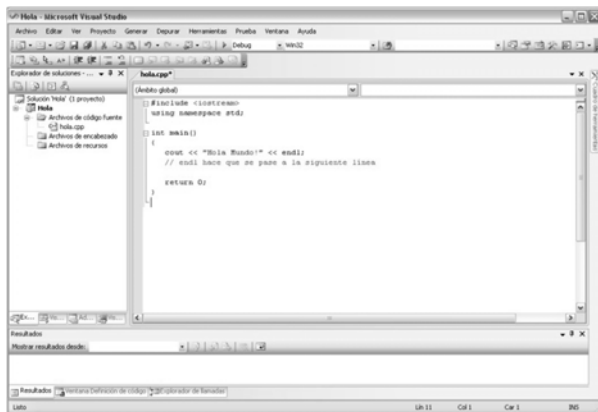 Hola - Microsoft Visual Studio
Archivo Editar Ver Proyecto Generar Depurar Herramientas Prueba Ventana Ayuda
Debug Win32
Explorador de soluciones - ...
hola.cpp*
Solución 'Hola' (1 proyecto)
(Ámbito global)
Hola
Archivos de código fuente
hola.cpp
Archivos de encabezado
Archivos de recursos
#include <iostream>
using namespace std;
int main()
{
cout << "Hola Mundo!" << endl;
// endl hace que se pase a la siguiente linea
return 0;
}
Cuadro de herramientas
Resultados
Mostrar resultados desde:
Resultados Ventana Definición de código Explorador de llamadas
Listo Lín 11 Col 1 Car 1 INS